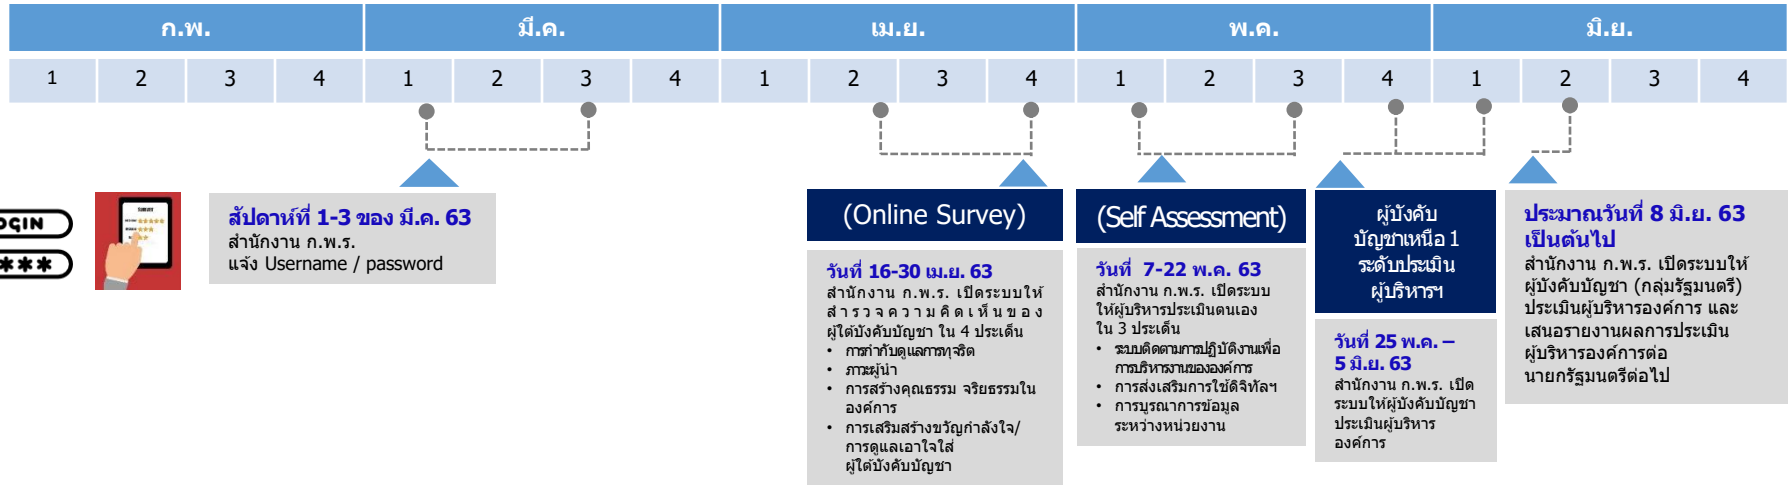 ก.พ. มี.ค. เม.ย. พ.ค. มิ.ย.
1 2 3 4 1 2 3 4 1 2 3 4 1 2 3 4 1 2 3 4
***
สัปดาห์ที่ 1-3 ของ มี.ค. 63
สำนักงาน ก.พ.ร.
แจ้ง Username / password
(Online Survey)
วันที่ 16-30 เม.ย. 63
สำนักงาน ก.พ.ร. เปิดระบบให้
สำรวจความคิดเห็นของ
ผู้ใต้บังคับบัญชา ใน 4 ประเด็น
• การกำกับดูแลการทุจริต
• ภาวะผู้นำ
• การสร้างคุณธรรม จริยธรรมใน
องค์การ
• การเสริมสร้างขวัญกำลังใจ/
การดูแลเอาใจใส่
ผู้ใต้บังคับบัญชา
(Self Assessment)
วันที่ 7-22 พ.ค. 63
สำนักงาน ก.พ.ร. เปิดระบบ
ให้ผู้บริหารประเมินตนเอง
ใน 3 ประเด็น
• ระบบติดตามการปฏิบัติงานเพื่อ
การบริหารงานขององค์การ
• การส่งเสริมการใช้ดิจิทัลฯ
• การบูรณาการข้อมูล
ระหว่างหน่วยงาน
ผู้บังคับ
บัญชาเหนือ 1
ระดับประเมิน
ผู้บริหารฯ
วันที่ 25 พ.ค. –
5 มิ.ย. 63
สำนักงาน ก.พ.ร. เปิด
ระบบให้ผู้บังคับบัญชา
ประเมินผู้บริหาร
องค์การ
ประมาณวันที่ 8 มิ.ย. 63
เป็นต้นไป
สำนักงาน ก.พ.ร. เปิดระบบให้
ผู้บังคับบัญชา (กลุ่มรัฐมนตรี)
ประเมินผู้บริหารองค์การ และ
เสนอรายงานผลการประเมิน
ผู้บริหารองค์การต่อ
นายกรัฐมนตรีต่อไป